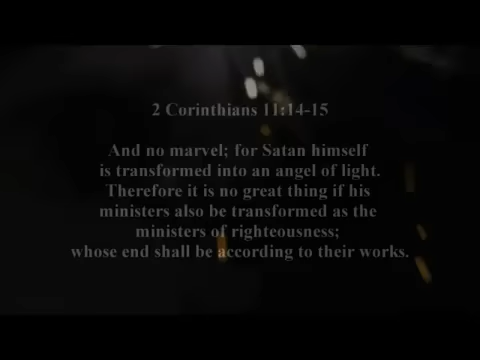 2 Corinthians 11:14-15
And no marvel; for Satan himself
is transformed into an angel of light.
Therefore it is no great thing if his
ministers also be transformed as the
ministers of righteousness;
whose end shall be according to their works.